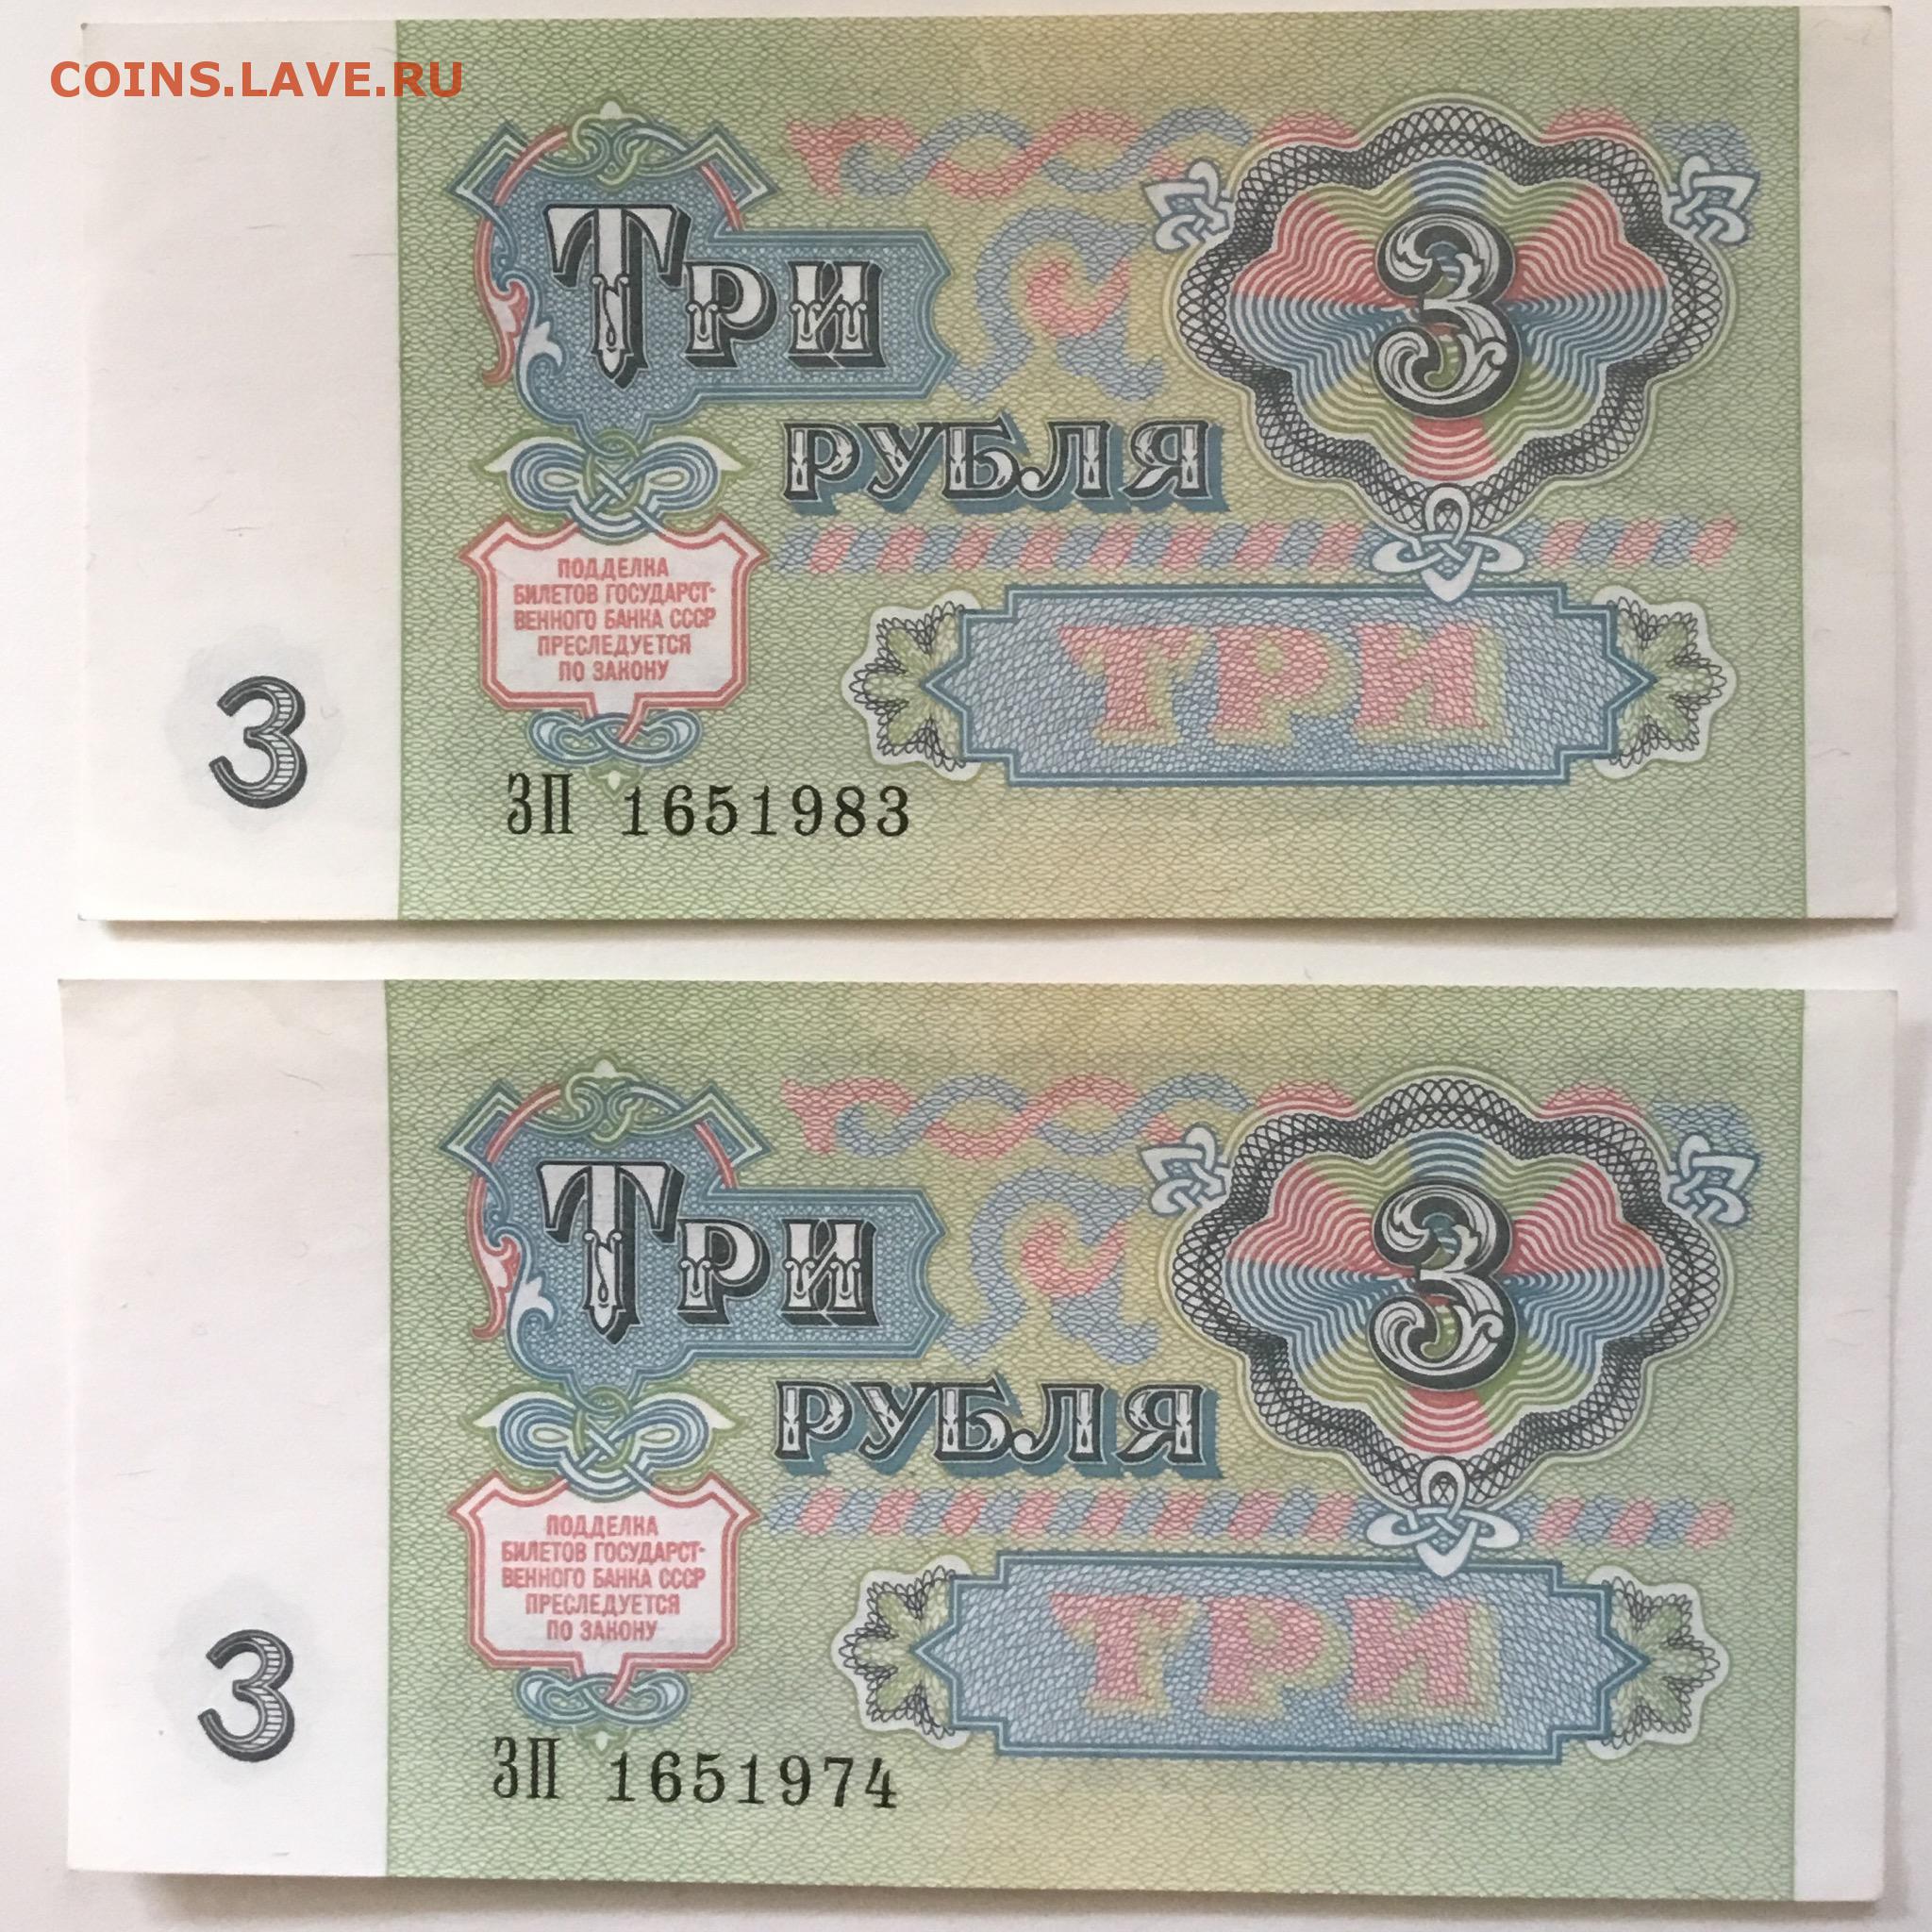 COINS.LAVE.RU
ТРИ
3
РУБЛЯ
ПОДДЕЛКА
БИЛЕТОВ ГОСУДАРСТ-
ВЕННОГО БАНКА СССР
ПРЕСЛЕДУЕТСЯ
ПО ЗАКОНУ
ТРИ
3
ЗП 1651983
ТРИ
3
РУБЛЯ
ПОДДЕЛКА
БИЛЕТОВ ГОСУДАРСТ-
ВЕННОГО БАНКА СССР
ПРЕСЛЕДУЕТСЯ
ПО ЗАКОНУ
ТРИ
3
ЗП 1651974